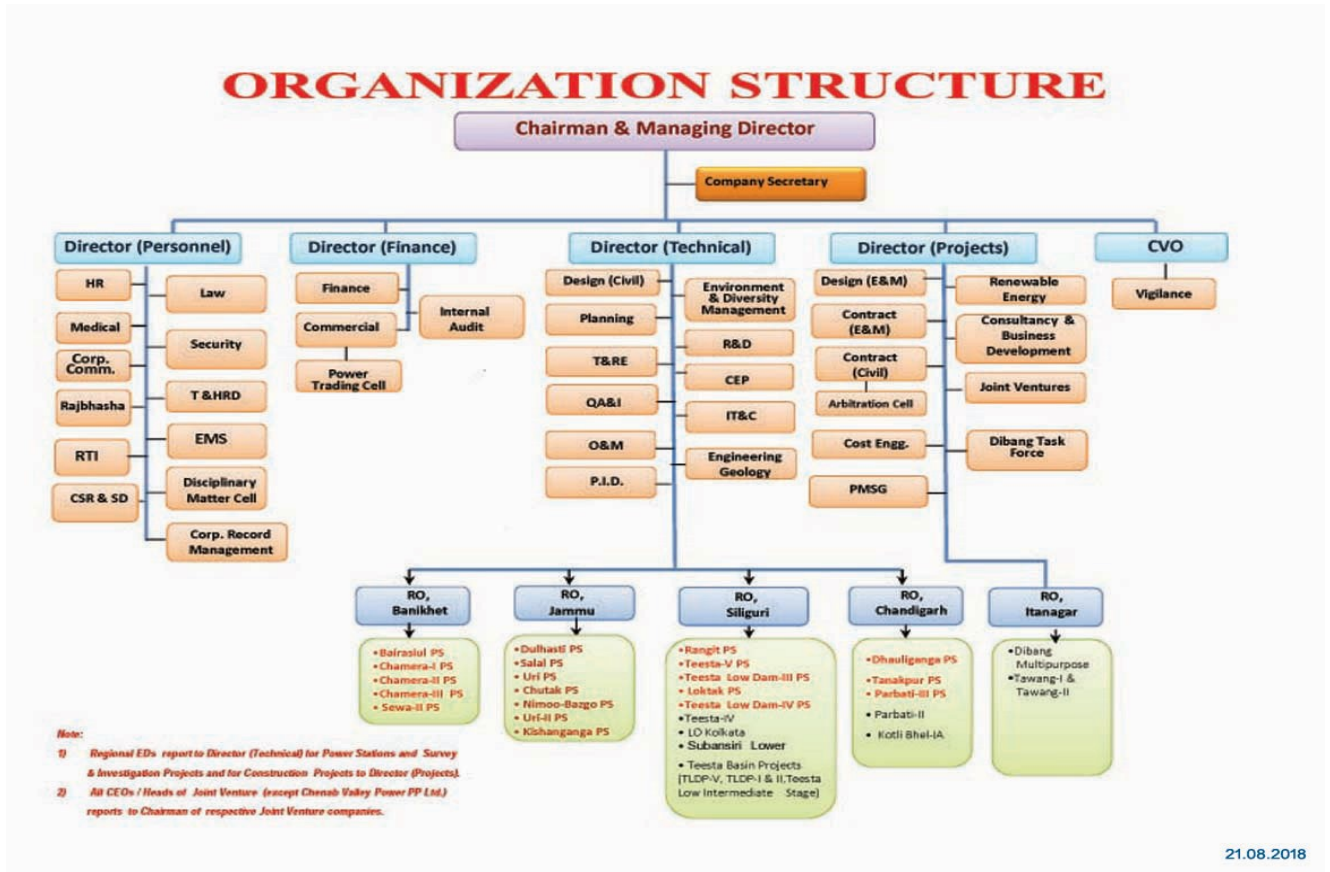 ORGANIZATION STRUCTURE
Chairman & Managing Director
Company Secretary
Director (Personnel)
HR
Law
Medical
Security
Corp.
Comm.
T &HRD
Rajbhasha
EMS
RTI
Disciplinary
Matter Cell
CSR & SD
Corp. Record
Management
Director (Finance)
Finance
Internal
Audit
Commercial
Power
Trading Cell
Director (Technical)
Design (Civil)
Environment
& Diversity
Management
Planning
R&D
T&RE
CEP
QA&I
IT&C
O&M
Engineering
Geology
P.I.D.
Director (Projects)
Design (E&M)
Renewable
Energy
Contract
(E&M)
Consultancy &
Business
Development
Contract
(Civil)
Joint Ventures
Arbitration Cell
Cost Engg.
Dibang Task
Force
PMSG
CVO
Vigilance
RO,
Banikhet
•Bairasiul PS
•Chamera-I PS
•Chamera-II PS
•Chamera-III PS
• Sewa-II PS
RO,
Jammu
•Dulhasti PS
•Salal PS
• Uri PS
• Chutak PS
• Nimoo-Bazgo PS
• Uri-II PS
• Kishanganga PS
RO,
Siliguri
•Rangit PS
•Teesta-V PS
•Teesta Low Dam-III PS
• Loktak PS
•Teesta Low Dam-IV PS
•Teesta-IV
• LO Kolkata
• Subansiri Lower
• Teesta Basin Projects
(TLDP-V, TLDP-I & II,Teesta
Low Intermediate Stage)
RO,
Chandigarh
•Dhauliganga PS
•Tanakpur PS
• Parbati-III PS
• Parbati-II
• Kotli Bhel-IA
RO,
Itanagar
•Dibang
Multipurpose
•Tawang-I &
Tawang-II
Note:
1) Regional EDs report to Director (Technical) for Power Stations and Survey
& Investigation Projects and for Construction Projects to Director (Projects).
2) All CEOs / Heads of Joint Venture (except Chenab Valley Power PP Ltd.)
reports to Chairman of respective Joint Venture companies.
21.08.2018